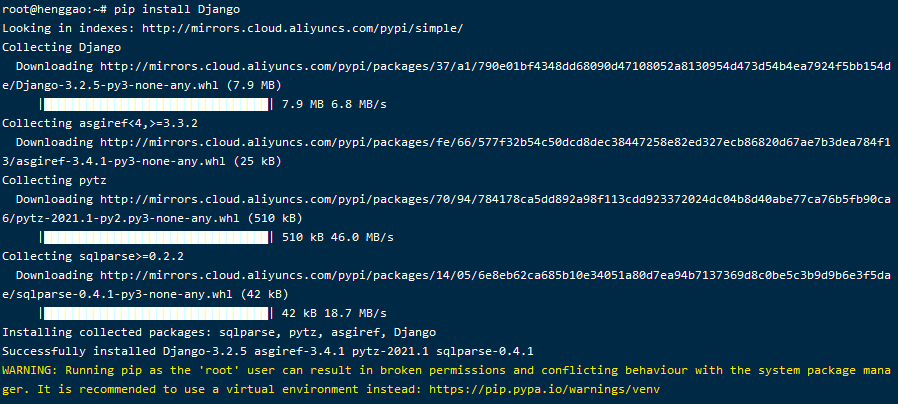 root@henggao:~# pip install Django
Looking in indexes: http://mirrors.cloud.aliyuncs.com/pypi/simple/
Collecting Django
  Downloading http://mirrors.cloud.aliyuncs.com/pypi/packages/37/a1/790e01bf4348dd68090d47108052a8130954d473d54b4ea7924f5bb154d
e/Django-3.2.5-py3-none-any.whl (7.9 MB)
     |████████████████████████████████| 7.9 MB 6.8 MB/s
Collecting asgiref<4,>=3.3.2
  Downloading http://mirrors.cloud.aliyuncs.com/pypi/packages/fe/66/577f32b54c50dcd8dec38447258e82ed327ecb86820d67ae7b3dea784f1
3/asgiref-3.4.1-py3-none-any.whl (25 kB)
Collecting pytz
  Downloading http://mirrors.cloud.aliyuncs.com/pypi/packages/70/94/784178ca5dd892a98f113cdd923372024dc04b8d40abe77ca76b5fb90ca
6/pytz-2021.1-py2.py3-none-any.whl (510 kB)
     |████████████████████████████████| 510 kB 46.0 MB/s
Collecting sqlparse>=0.2.2
  Downloading http://mirrors.cloud.aliyuncs.com/pypi/packages/14/05/6e8eb62ca685b10e34051a80d7ea94b7137369d8c0be5c3b9d9b6e3f5da
e/sqlparse-0.4.1-py3-none-any.whl (42 kB)
     |████████████████████████████████| 42 kB 18.7 MB/s
Installing collected packages: sqlparse, pytz, asgiref, Django
Successfully installed Django-3.2.5 asgiref-3.4.1 pytz-2021.1 sqlparse-0.4.1
WARNING: Running pip as the 'root' user can result in broken permissions and conflicting behaviour with the system package mana
ger. It is recommended to use a virtual environment instead: https://pip.pypa.io/warnings/venv